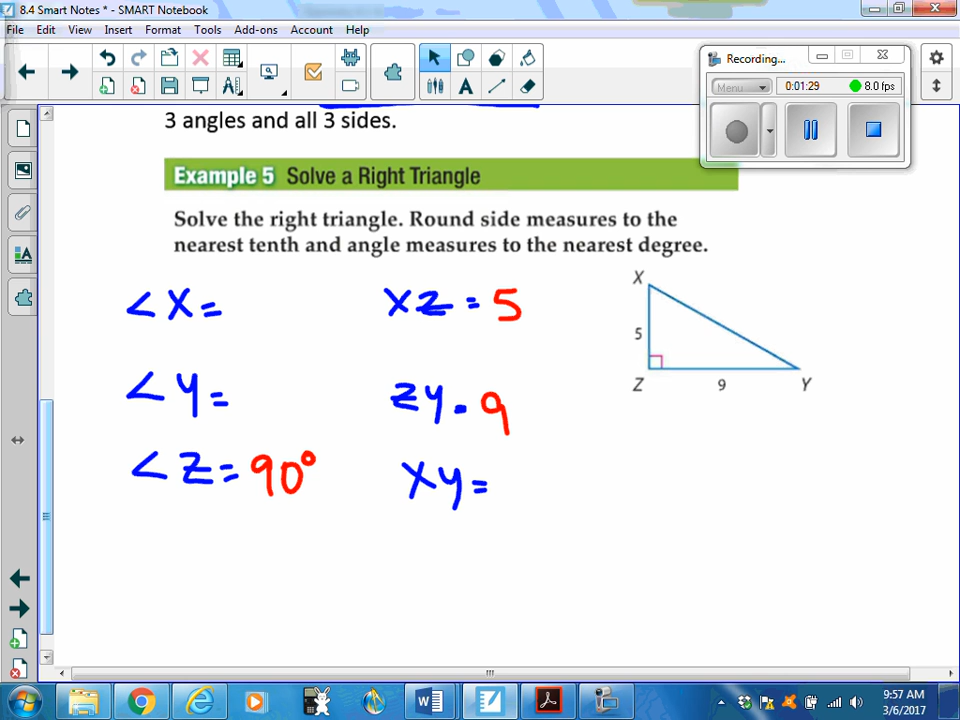 8.4 Smart Notes * - SMART Notebook
File Edit View Insert Format Tools Add-ons Account Help
Recording...
Menu 0:01:29 8.0 fps
3 angles and all 3 sides.
Example 5 Solve a Right Triangle
Solve the right triangle. Round side measures to the
nearest tenth and angle measures to the nearest degree.
X
<X= XZ = 5
5
Z 9 Y
<Y= ZY = 9
<Z= 90° XY=
9:57 AM
3/6/2017